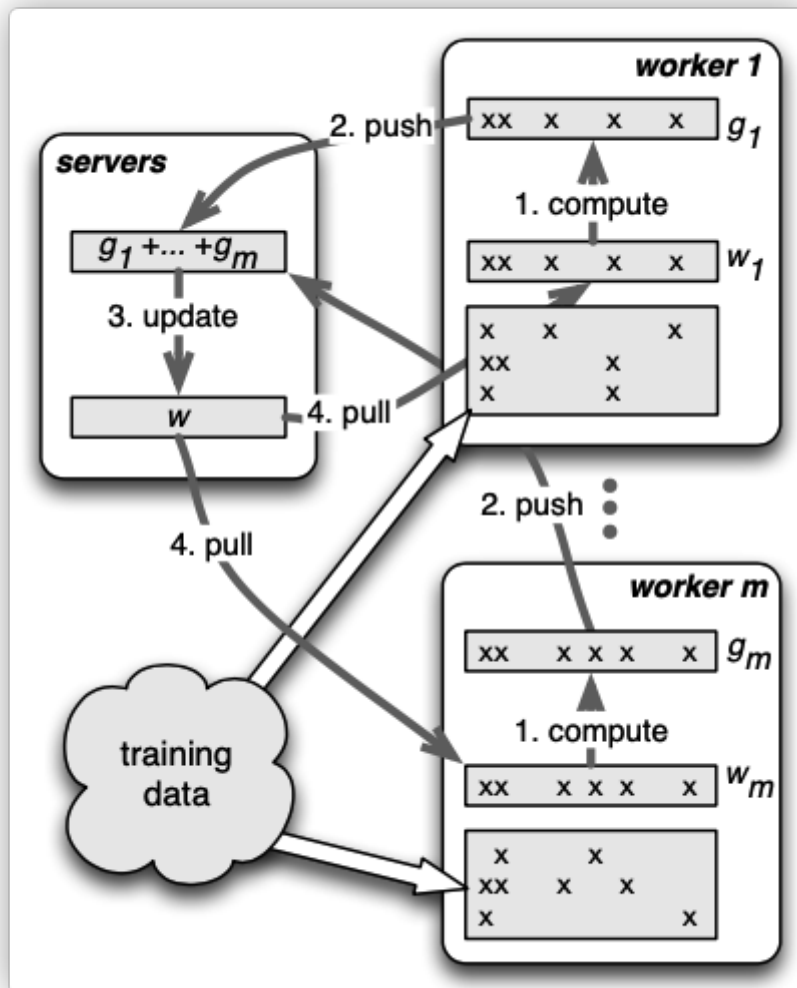 worker 1
xx x x x g1
2. push
servers
1. compute
g1 +... +gm
xx x x x w1
3. update
x x x
xx x
x x
w
4. pull
2. push
4. pull
worker m
xx x x x x gm
1. compute
training
data
xx x x x x wm
x x
xx x x
x x